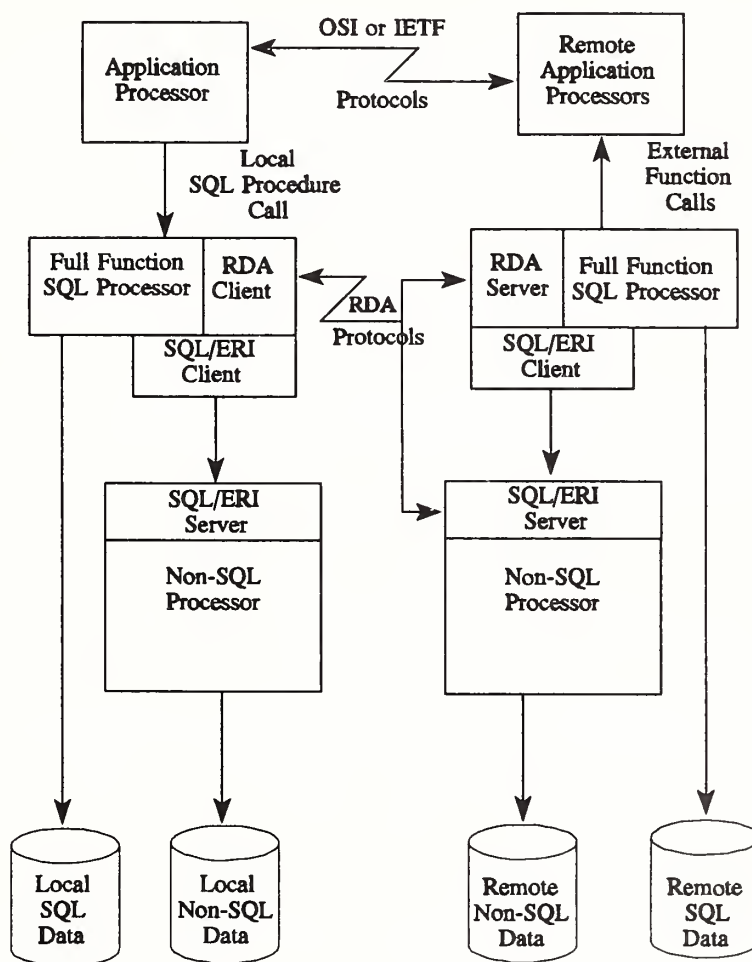 OSI or IETF
Protocols
Application
Processor
Remote
Application
Processors
Local
SQL Procedure
Call
External
Function
Calls
Full Function
SQL Processor
RDA
Client
SQL/ERI
Client
RDA
Protocols
RDA
Server
Full Function
SQL Processor
SQL/ERI
Client
SQL/ERI
Server
Non-SQL
Processor
SQL/ERI
Server
Non-SQL
Processor
Local
SQL
Data
Local
Non-SQL
Data
Remote
Non-SQL
Data
Remote
SQL
Data